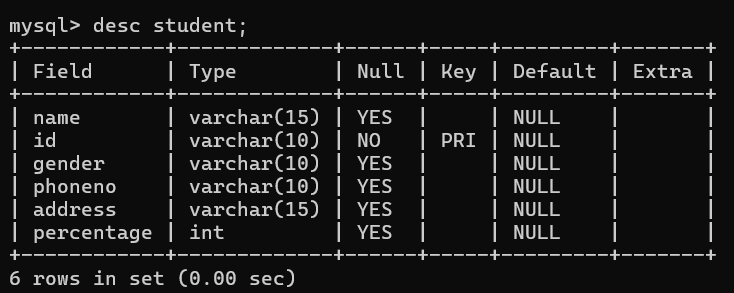 mysql> desc student;
+------------+-------------+------+-----+---------+-------+
| Field      | Type        | Null | Key | Default | Extra |
+------------+-------------+------+-----+---------+-------+
| name       | varchar(15) | YES  |     | NULL    |       |
| id         | varchar(10) | NO   | PRI | NULL    |       |
| gender     | varchar(10) | YES  |     | NULL    |       |
| phoneno    | varchar(10) | YES  |     | NULL    |       |
| address    | varchar(15) | YES  |     | NULL    |       |
| percentage | int         | YES  |     | NULL    |       |
+------------+-------------+------+-----+---------+-------+
6 rows in set (0.00 sec)